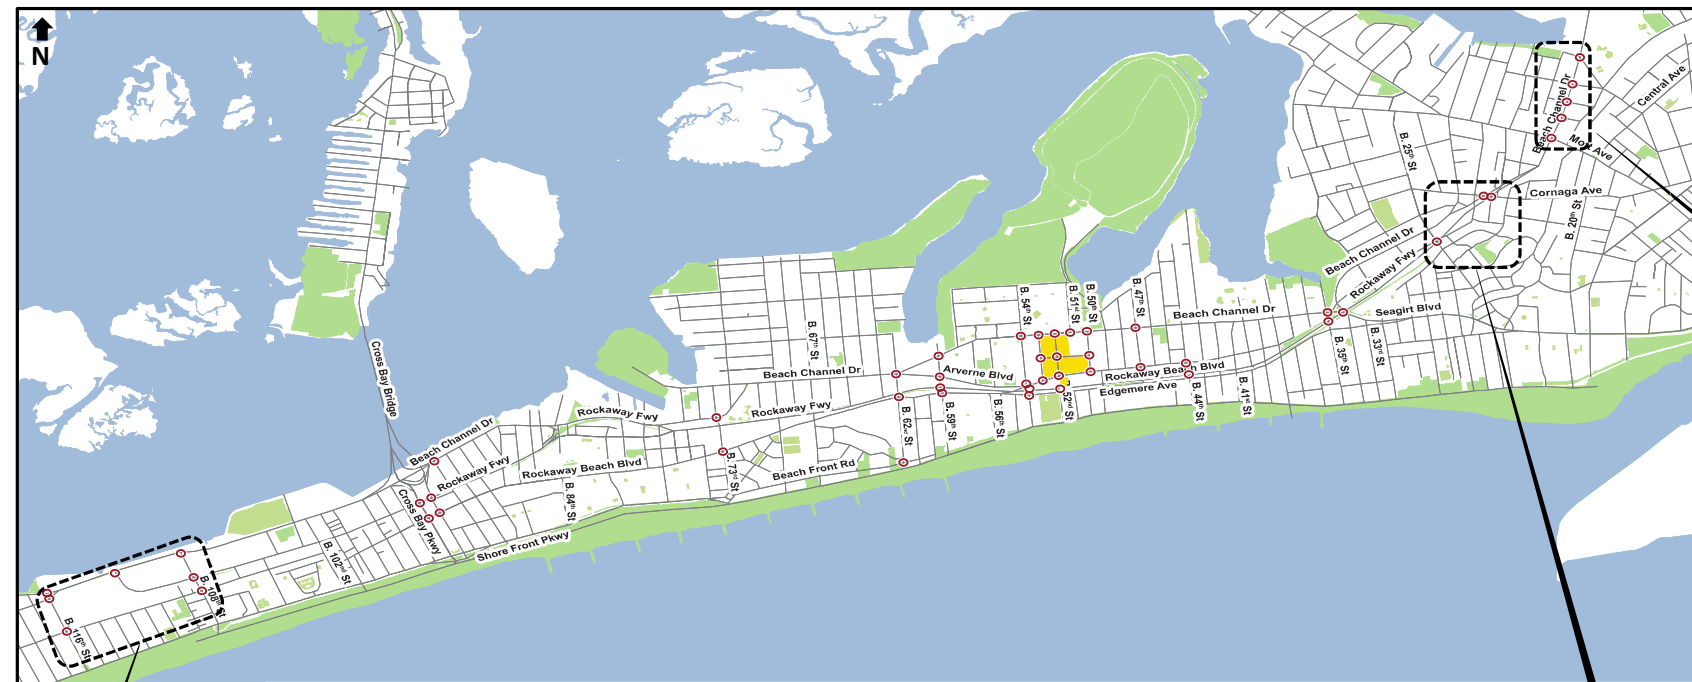 N
Central Ave
Beach Channel Dr
Mott Ave
B. 25th St
Cornaga Ave
B. 20th St
Beach Channel Dr
Rockaway Fwy
B. 54th St
B. 51st St
B. 50th St
B. 47th St
Beach Channel Dr
Seagirt Blvd
B. 67th St
B. 35th St
B. 33rd St
Cross Bay Bridge
Beach Channel Dr
Arverne Blvd
Rockaway Beach Blvd
Edgemere Ave
B. 52nd St
B. 44th St
B. 41st St
Rockaway Fwy
Rockaway Fwy
B. 62nd St
B. 59th St
B. 56th St
Beach Channel Dr
Rockaway Fwy
Rockaway Beach Blvd
B. 73rd St
Beach Front Rd
B. 84th St
Cross Bay Pkwy
Shore Front Pkwy
B. 102nd St
B. 108th St
B. 116th St